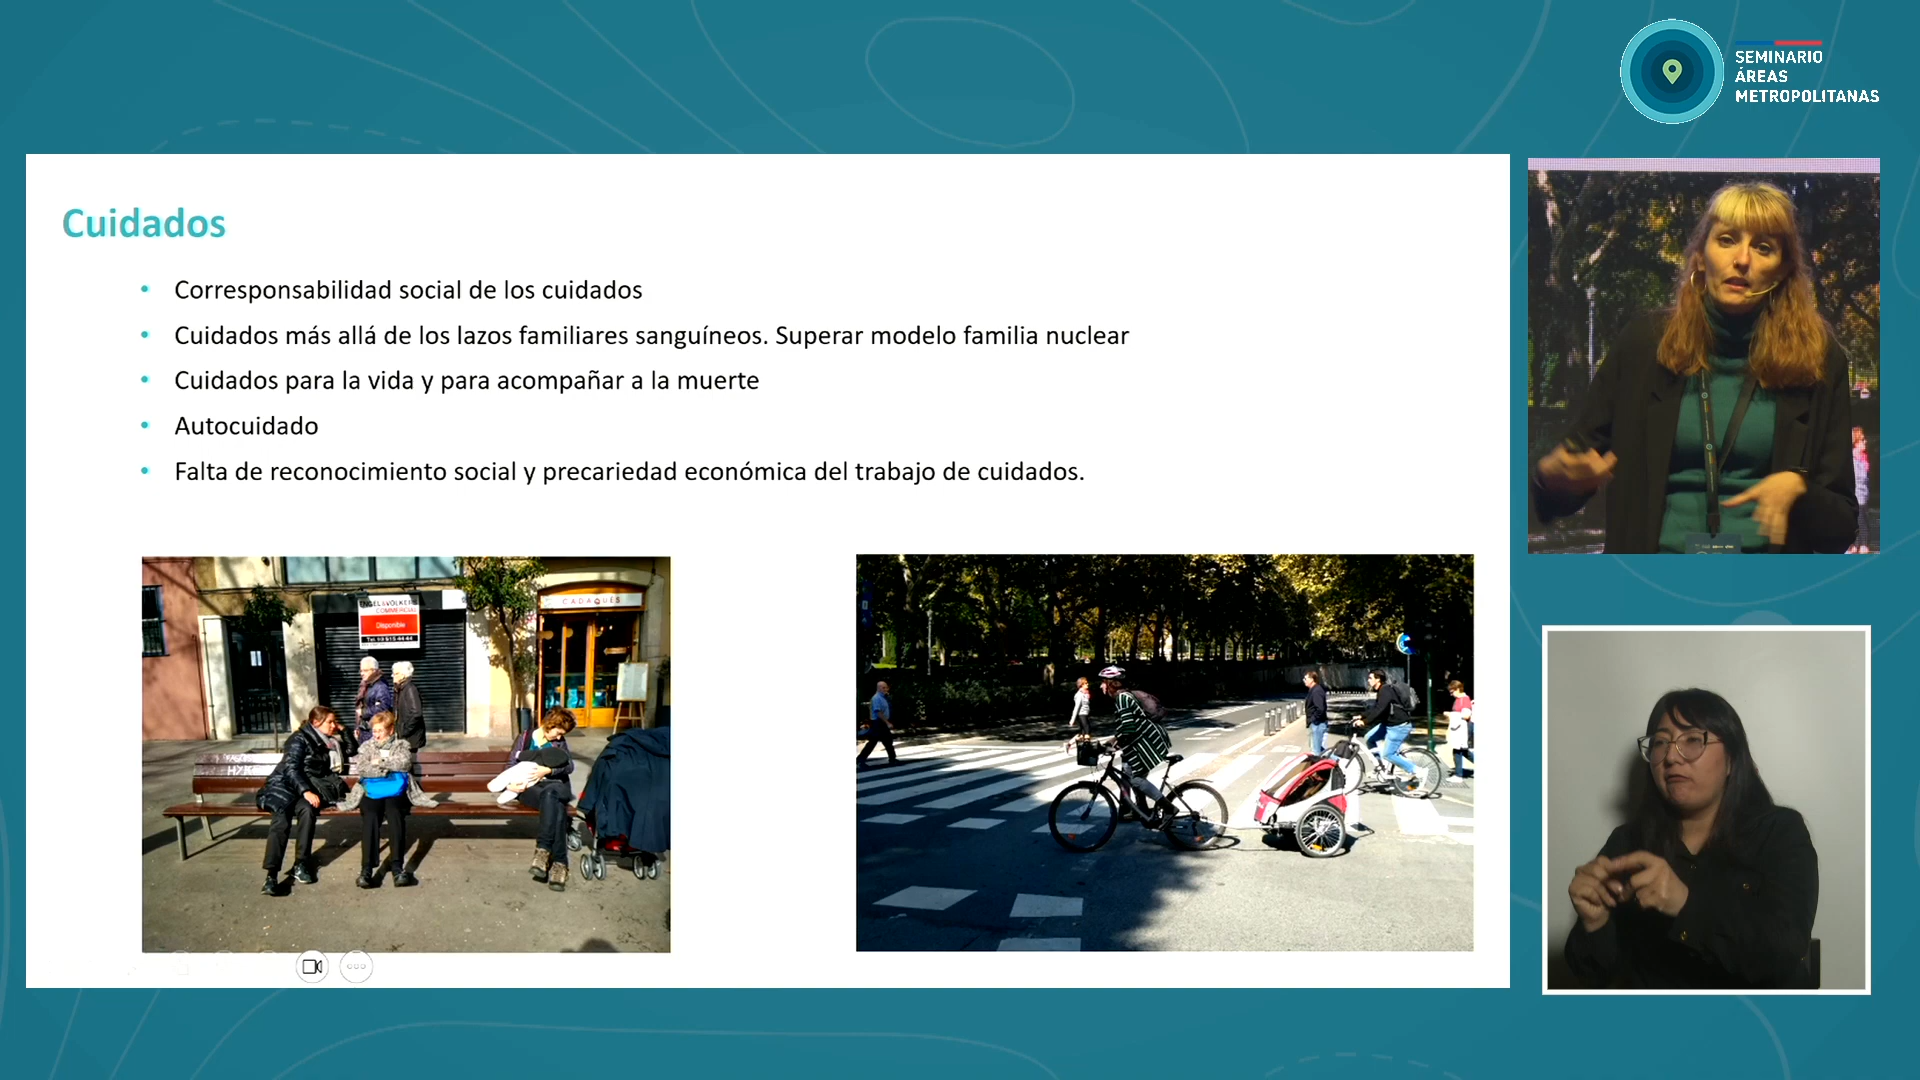 SEMINARIO
ÁREAS
METROPOLITANAS
Cuidados
• Corresponsabilidad social de los cuidados
• Cuidados más allá de los lazos familiares sanguíneos. Superar modelo familia nuclear
• Cuidados para la vida y para acompañar a la muerte
• Autocuidado
• Falta de reconocimiento social y precariedad económica del trabajo de cuidados.
ENGEL&VÖLKERS
COMMERCIAL
Disponible
CADAQUÉS